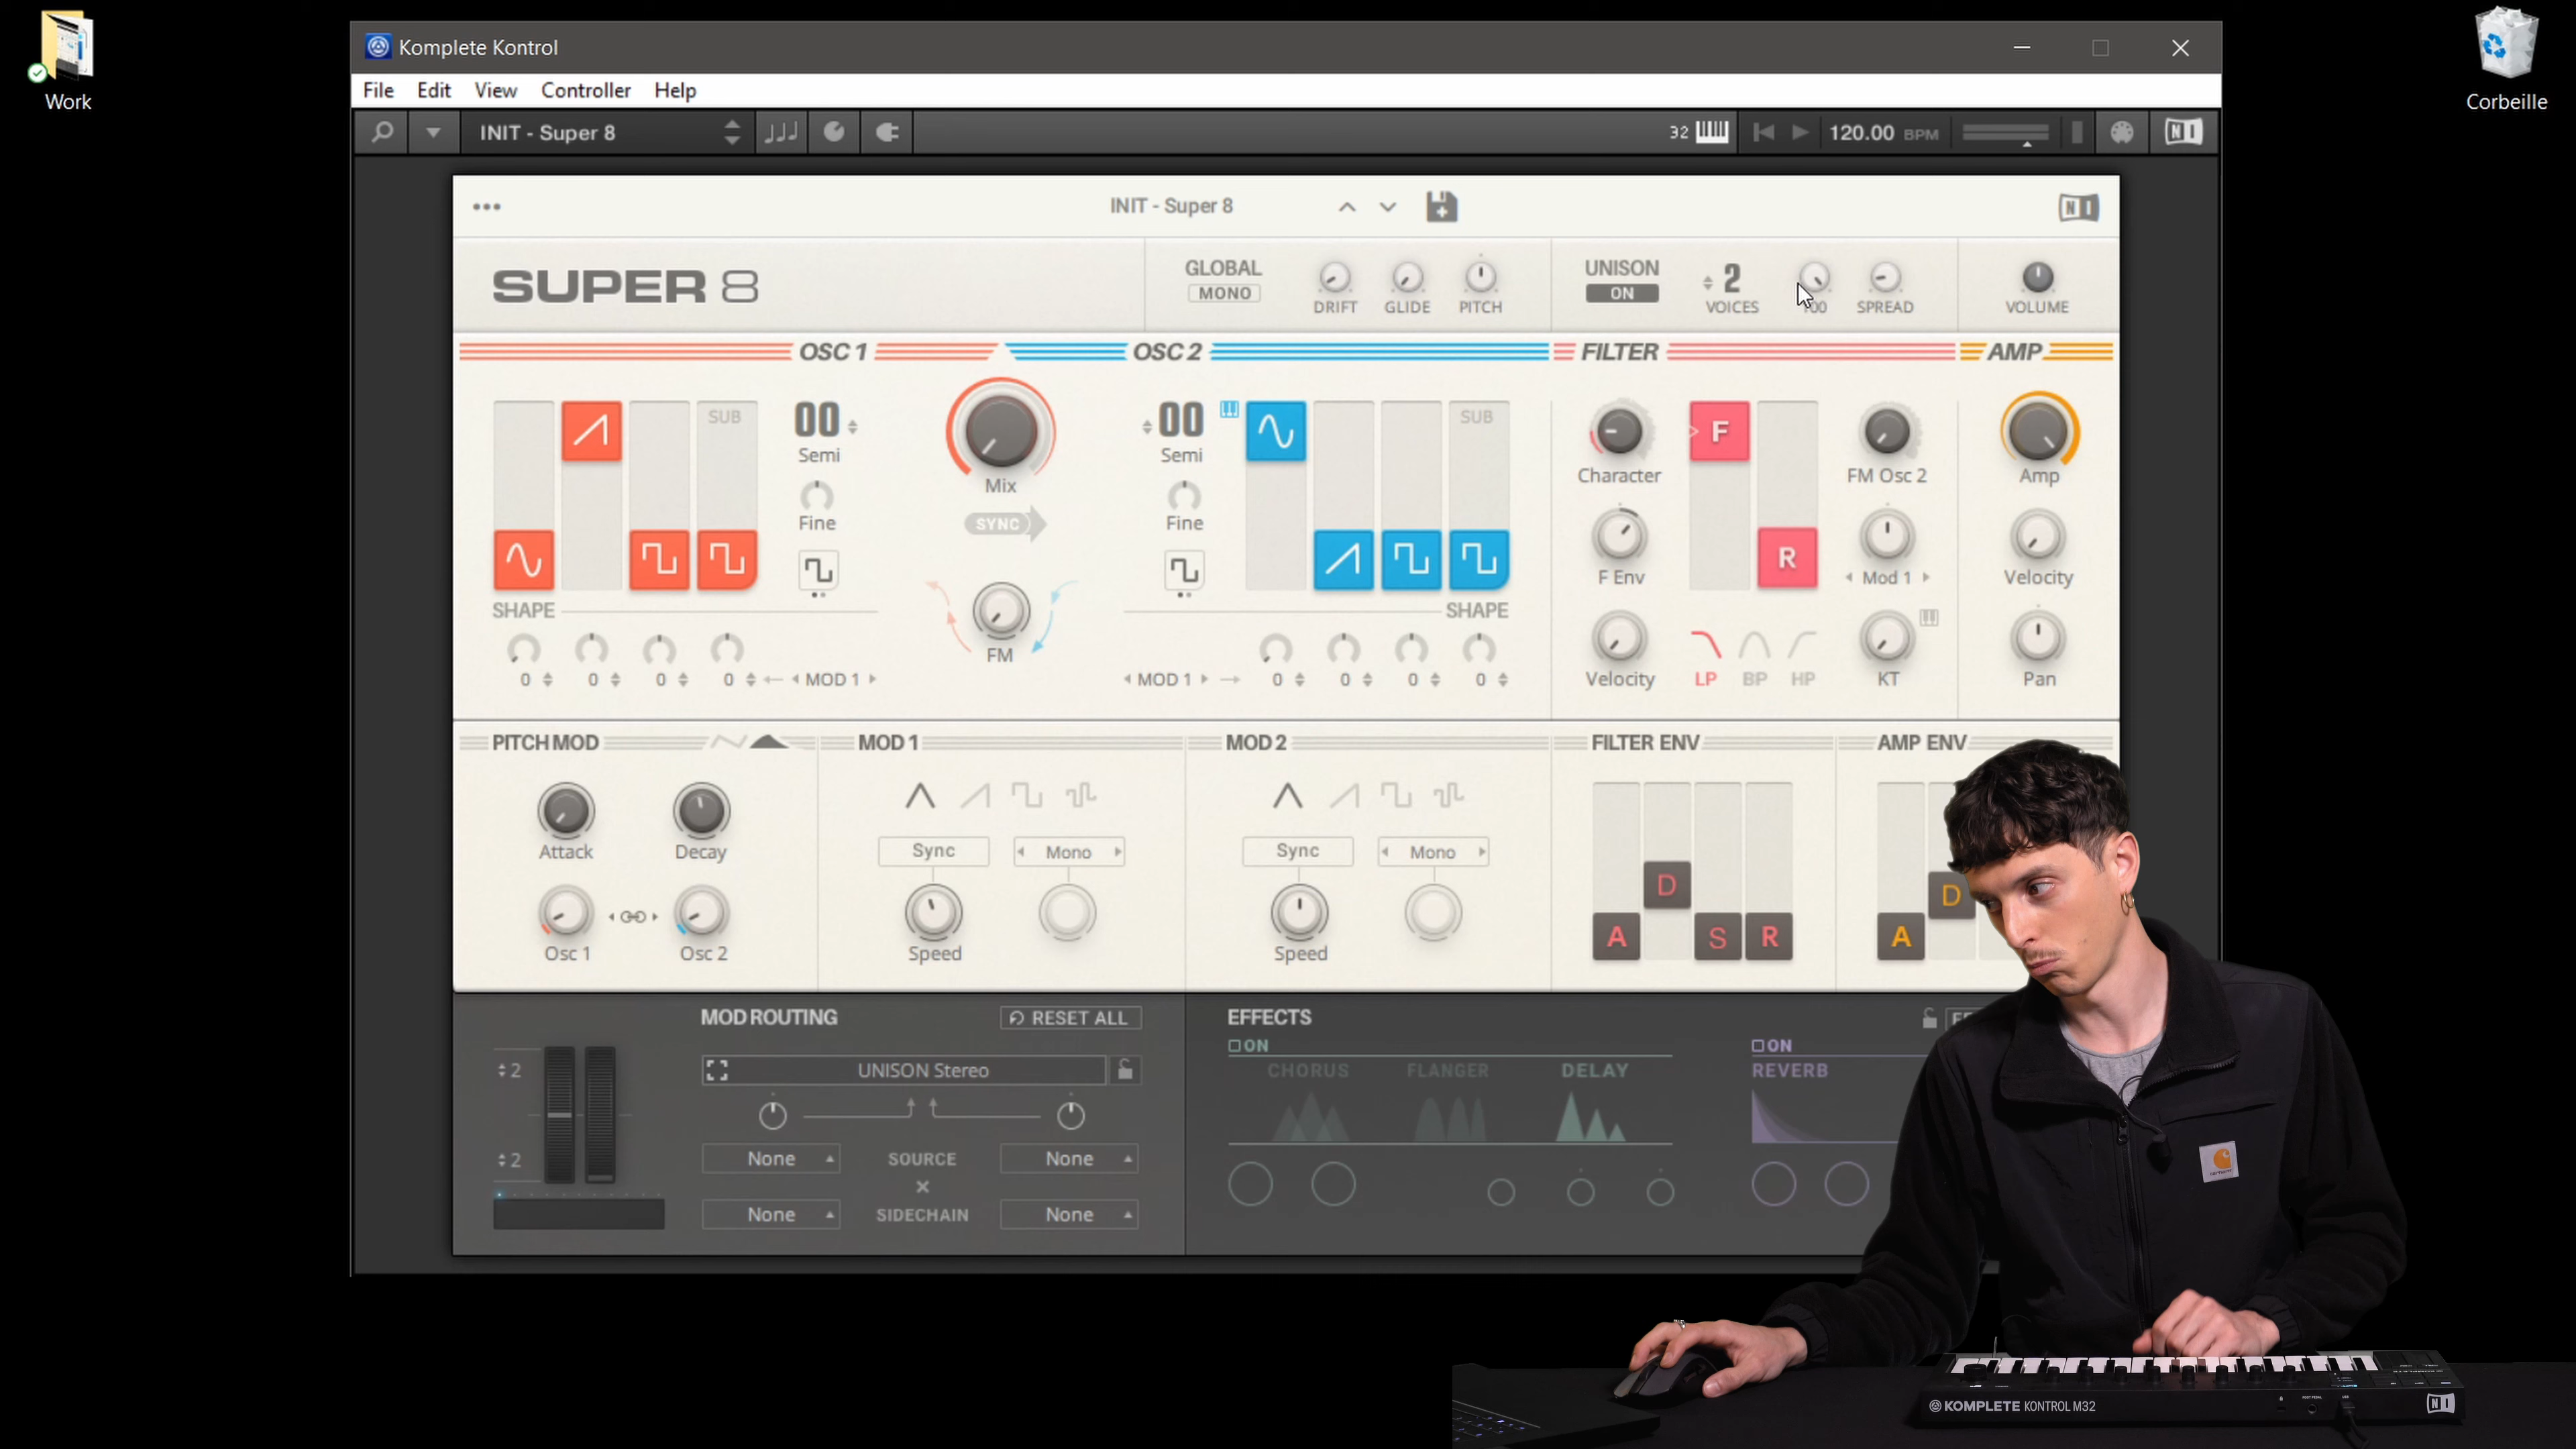 Work
Corbeille
Komplete Kontrol
File Edit View Controller Help
INIT - Super 8
32
120.00 BPM
INIT - Super 8
SUPER 8
GLOBAL
MONO
DRIFT GLIDE PITCH
UNISON
ON
2
VOICES
SPREAD
VOLUME
OSC 1 OSC 2 FILTER AMP
SUB
00
Semi
Fine
Mix
SYNC
FM
00
Semi
Fine
SUB
SHAPE
0 0 0 0 MOD 1
SHAPE
MOD 1 0 0 0 0
Character
F Env
Velocity
F
R
LP BP HP
FM Osc 2
Mod 1
KT
Amp
Velocity
Pan
PITCH MOD
Attack Decay
Osc 1 Osc 2
MOD 1
Sync Mono
Speed
MOD 2
Sync Mono
Speed
FILTER ENV
A D S R
AMP ENV
A D
2
2
MOD ROUTING
RESET ALL
UNISON Stereo
None SOURCE None
×
None SIDECHAIN None
EFFECTS
ON
CHORUS FLANGER DELAY
ON
REVERB
carhartt
KOMPLETE KONTROL M32
NI